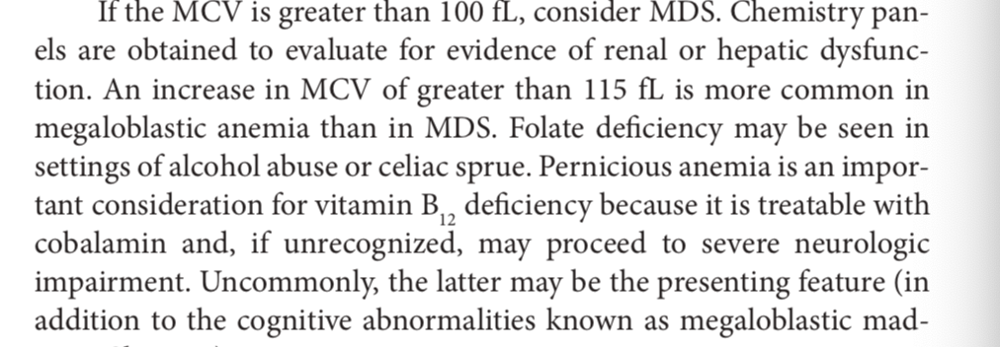 If the MCV is greater than 100 fL, consider MDS. Chemistry pan-
els are obtained to evaluate for evidence of renal or hepatic dysfunc-
tion. An increase in MCV of greater than 115 fL is more common in
megaloblastic anemia than in MDS. Folate deficiency may be seen in
settings of alcohol abuse or celiac sprue. Pernicious anemia is an impor-
tant consideration for vitamin B12 deficiency because it is treatable with
cobalamin and, if unrecognized, may proceed to severe neurologic
impairment. Uncommonly, the latter may be the presenting feature (in
addition to the cognitive abnormalities known as megaloblastic mad-